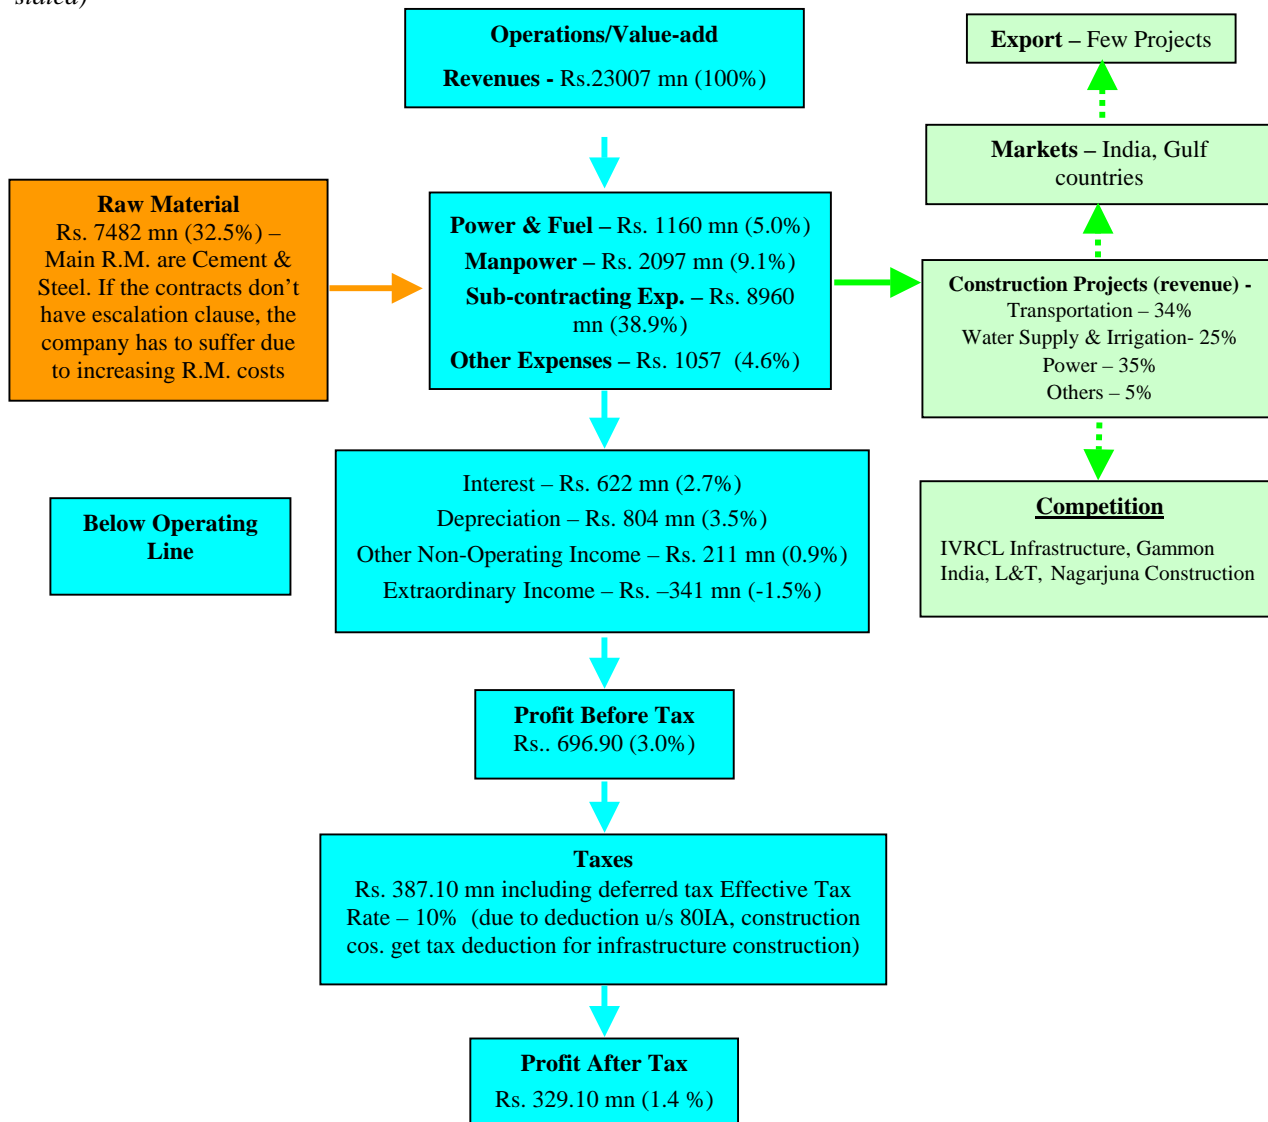 stated)
Operations/Value-add
Revenues - Rs.23007 mn (100%)
Export – Few Projects
Markets – India, Gulf
countries
Raw Material
Rs. 7482 mn (32.5%) –
Main R.M. are Cement &
Steel. If the contracts don’t
have escalation clause, the
company has to suffer due
to increasing R.M. costs
Power & Fuel – Rs. 1160 mn (5.0%)
Manpower – Rs. 2097 mn (9.1%)
Sub-contracting Exp. – Rs. 8960
mn (38.9%)
Other Expenses – Rs. 1057 (4.6%)
Construction Projects (revenue) -
Transportation – 34%
Water Supply & Irrigation- 25%
Power – 35%
Others – 5%
Interest – Rs. 622 mn (2.7%)
Depreciation – Rs. 804 mn (3.5%)
Other Non-Operating Income – Rs. 211 mn (0.9%)
Extraordinary Income – Rs. –341 mn (-1.5%)
Below Operating
Line
Competition
IVRCL Infrastructure, Gammon
India, L&T, Nagarjuna Construction
Profit Before Tax
Rs.. 696.90 (3.0%)
Taxes
Rs. 387.10 mn including deferred tax Effective Tax
Rate – 10% (due to deduction u/s 80IA, construction
cos. get tax deduction for infrastructure construction)
Profit After Tax
Rs. 329.10 mn (1.4 %)